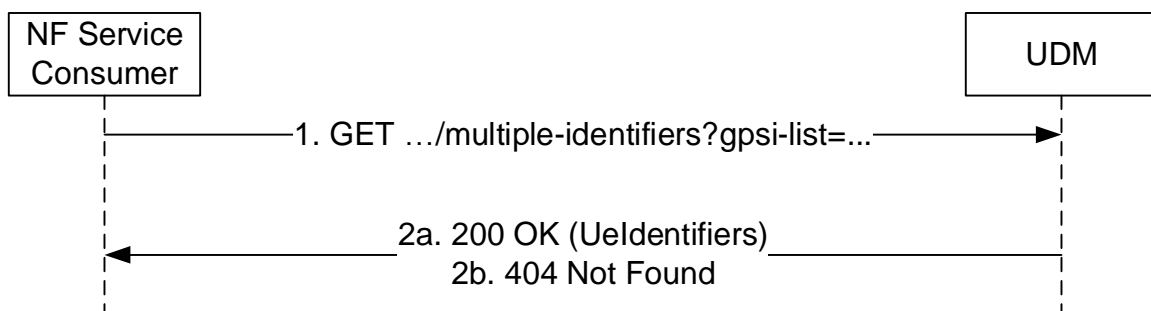 NF Service
Consumer
UDM
1. GET …/multiple-identifiers?gpsi-list=...
2a. 200 OK (UeIdentifiers)
2b. 404 Not Found